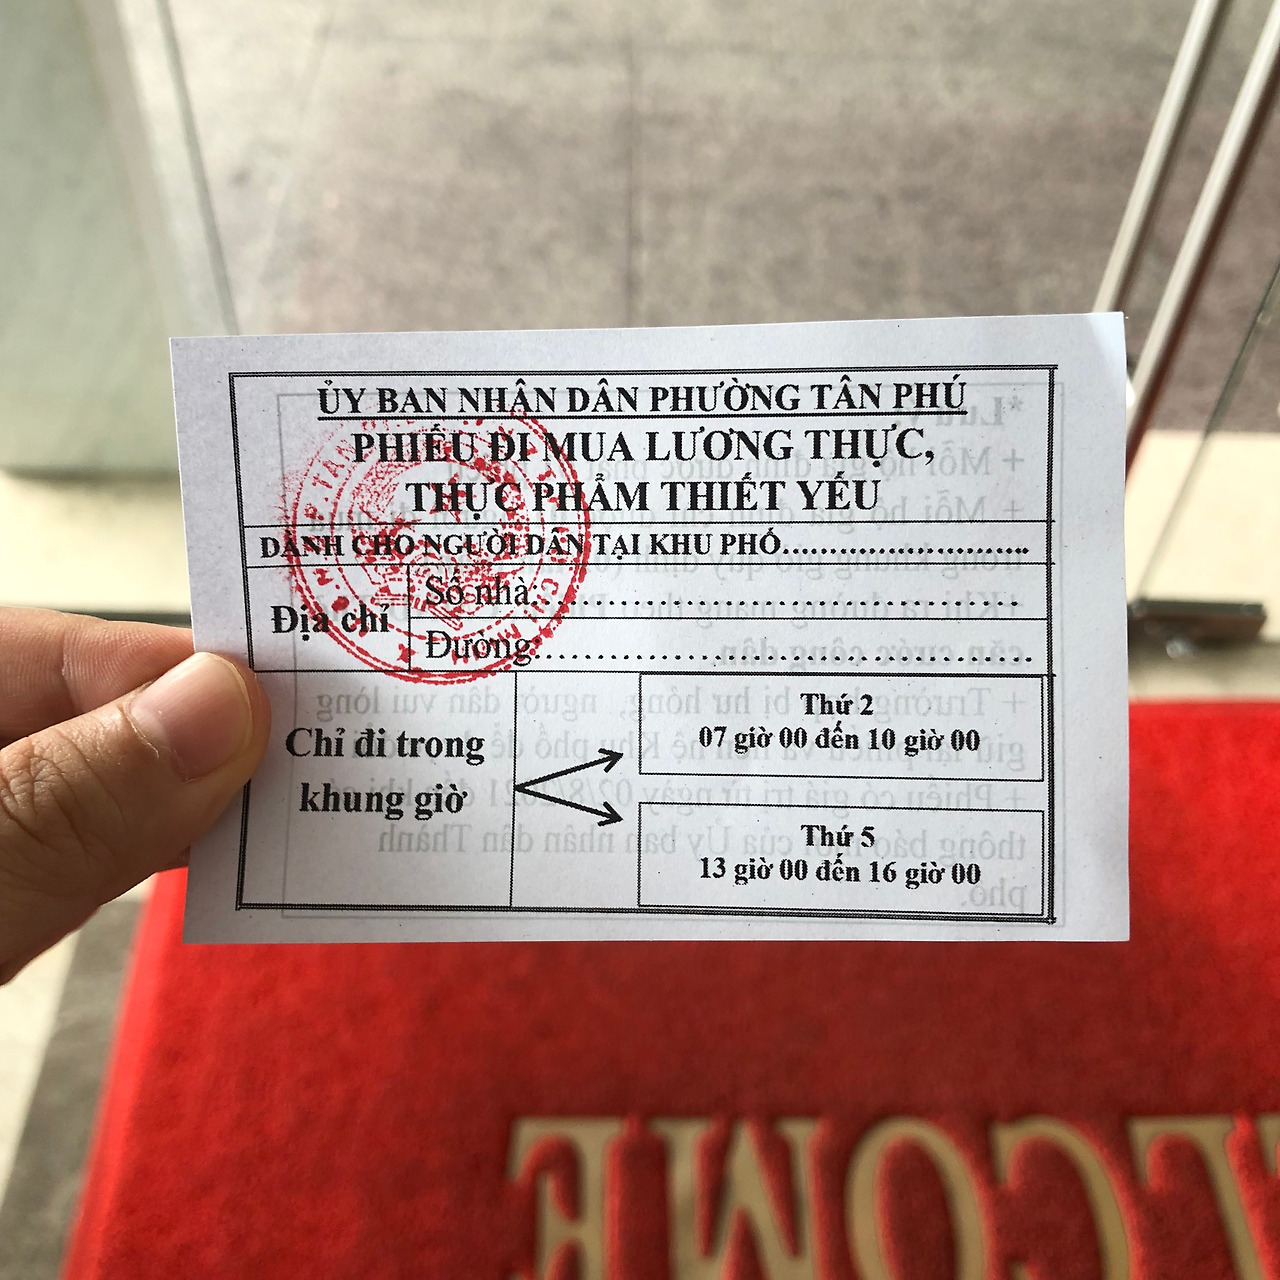 ỦY BAN NHÂN DÂN PHƯỜNG TÂN PHÚ
PHIẾU ĐI MUA LƯƠNG THỰC,
THỰC PHẨM THIẾT YẾU
DÀNH CHO NGƯỜI DÂN TẠI KHU PHỐ..........................
Địa chỉ
Số nhà:....................................
Đường:....................................
Chỉ đi trong
khung giờ
Thứ 2
07 giờ 00 đến 10 giờ 00
Thứ 5
13 giờ 00 đến 16 giờ 00
COME